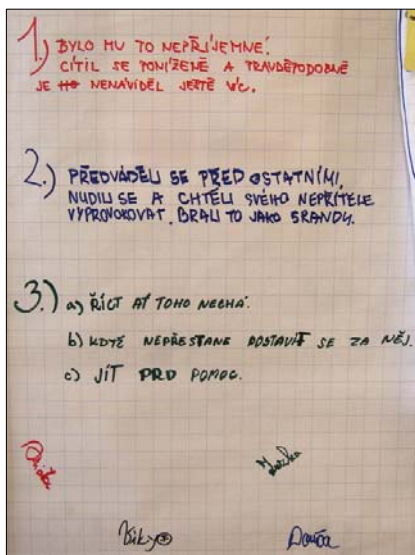 1.) BYLO MU TO NEPŘÍJEMNÉ.
CÍTIL SE PONÍŽENĚ A PRAVDĚPODOBNĚ
JE NENÁVIDĚL JEŠTĚ VÍC.
2.) PŘEDVÁDĚLI SE PŘED OSTATNÍMI,
NUDILI SE A CHTĚLI SVÉHO NEPŘÍTELE
VYPROVOKOVAT. BRALI TO JAKO SRANDU.
3.) a) ŘÍCT AŤ TOHO NECHÁ.
b) KDYŽ NEPŘESTANE POSTAVIT SE ZA NĚJ.
c) JÍT PRO POMOC.
Viky
Danča